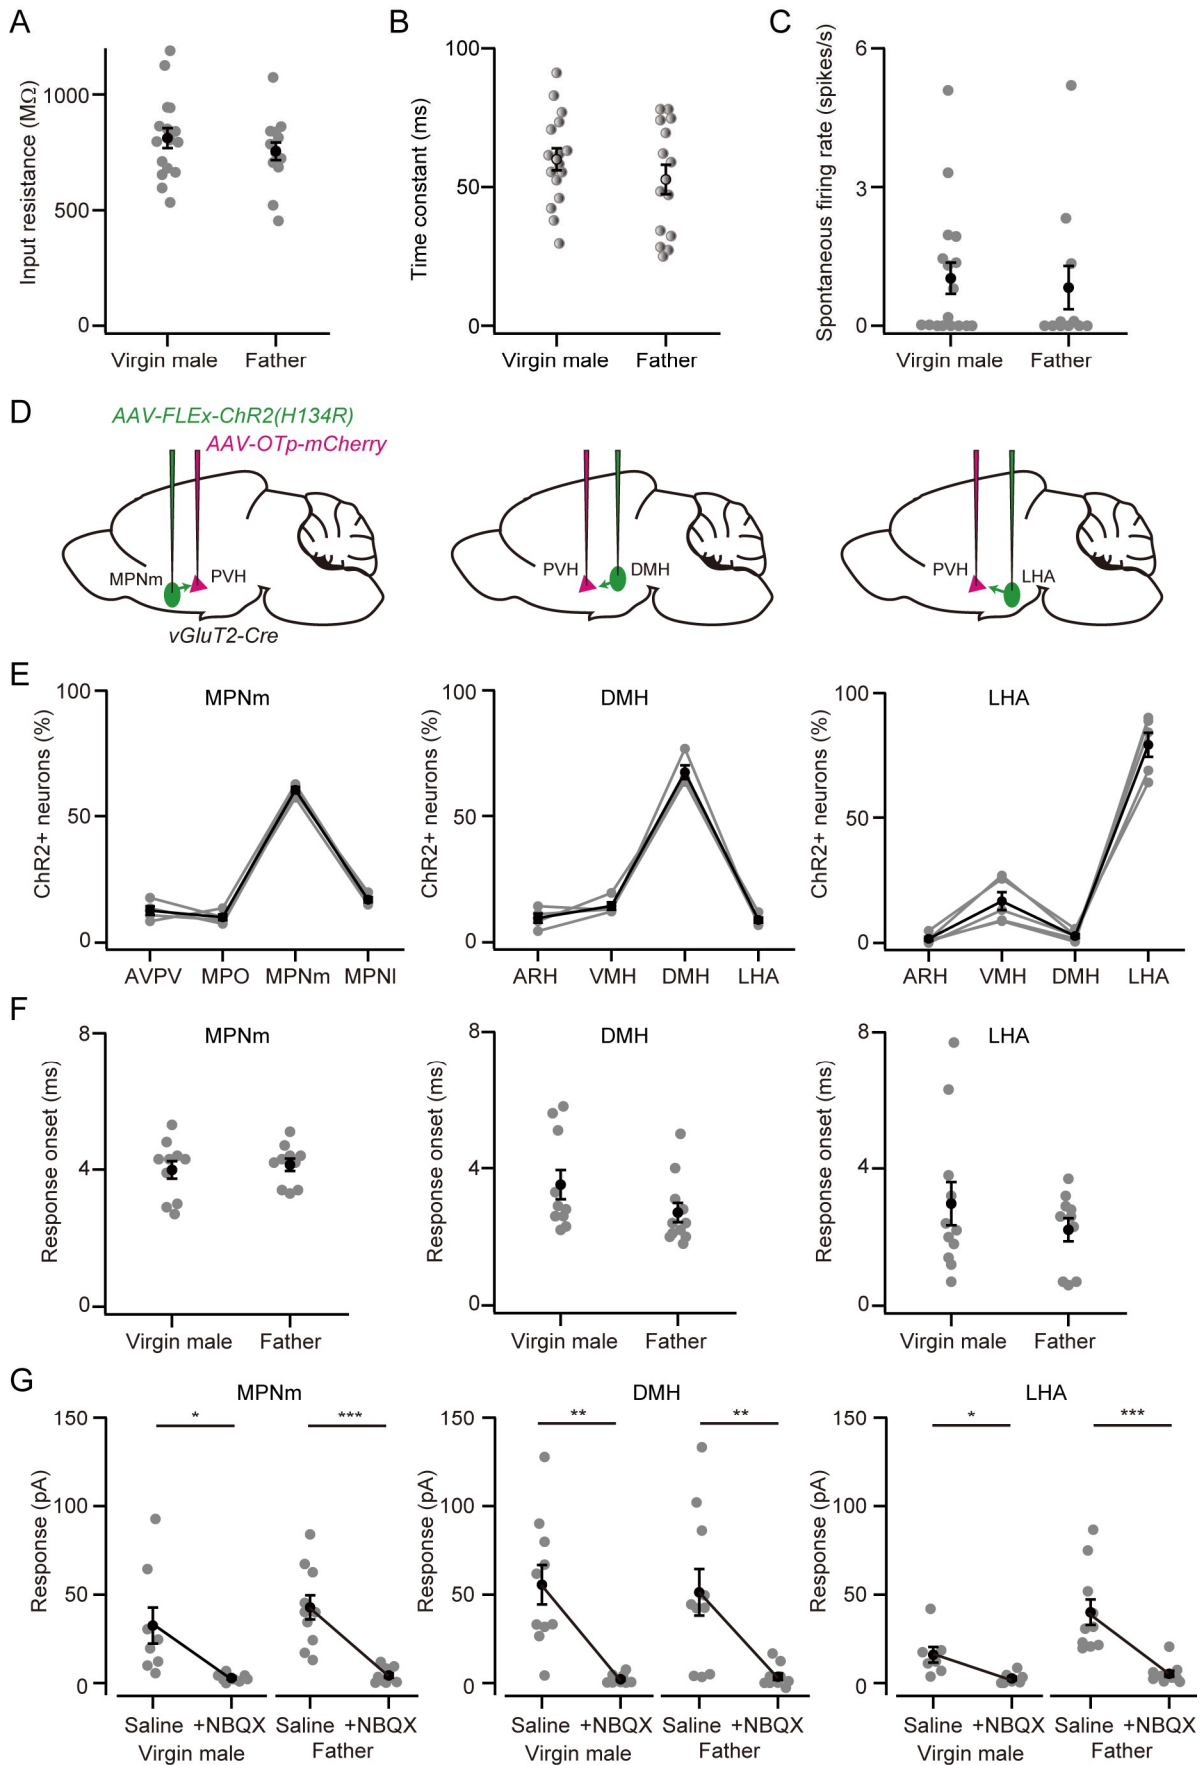 A
Input resistance (MΩ)
1000
500
0
Virgin male
Father
B
Time constant (ms)
100
50
0
Virgin male
Father
C
Spontaneous firing rate (spikes/s)
6
3
0
Virgin male
Father
D
AAV-FLEx-ChR2(H134R)
AAV-OTp-mCherry
MPNm
PVH
vGluT2-Cre
PVH
DMH
PVH
LHA
E
MPNm
ChR2+ neurons (%)
100
50
0
AVPV
MPO
MPNm
MPNl
DMH
ChR2+ neurons (%)
100
50
0
ARH
VMH
DMH
LHA
LHA
ChR2+ neurons (%)
100
50
0
ARH
VMH
DMH
LHA
F
MPNm
Response onset (ms)
8
4
0
Virgin male
Father
DMH
Response onset (ms)
8
4
0
Virgin male
Father
LHA
Response onset (ms)
8
4
0
Virgin male
Father
G
MPNm
Response (pA)
150
100
50
0
*
***
Saline +NBQX
Virgin male
Saline +NBQX
Father
DMH
Response (pA)
150
100
50
0
**
**
Saline +NBQX
Virgin male
Saline +NBQX
Father
LHA
Response (pA)
150
100
50
0
*
***
Saline +NBQX
Virgin male
Saline +NBQX
Father